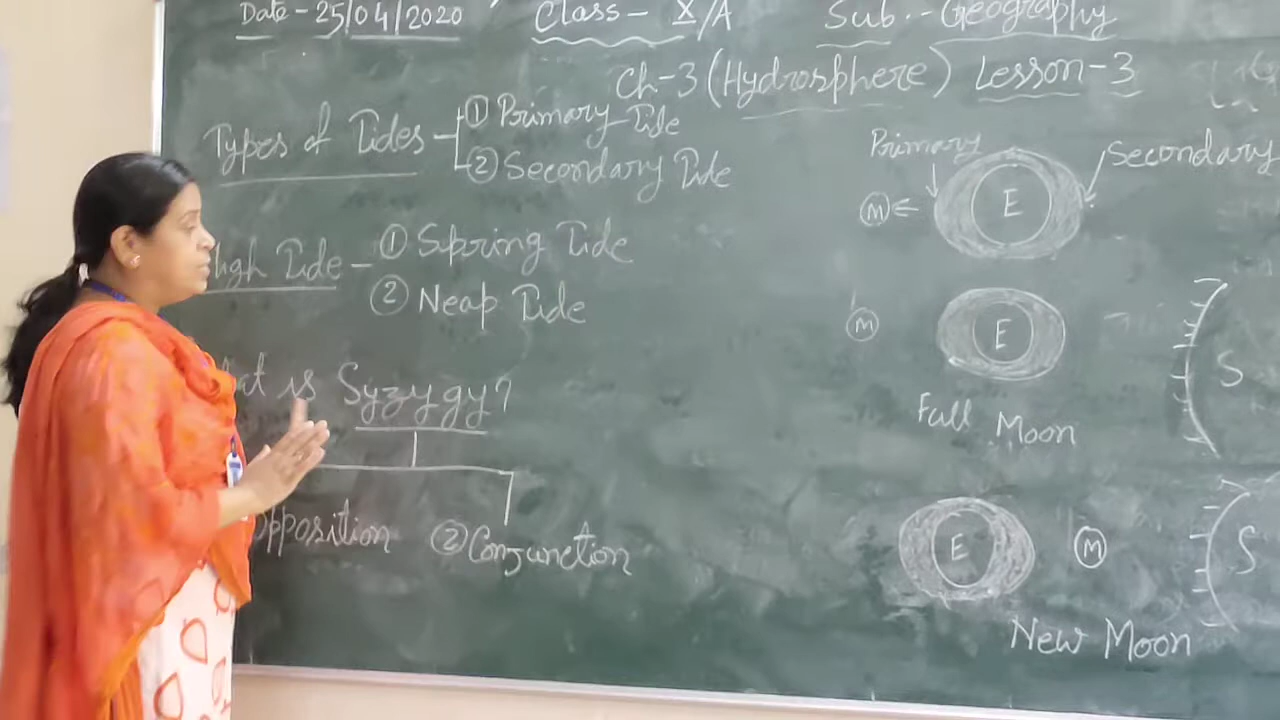 Date - 25/04/2020 Class - X/A Sub. - Geography
Ch-3 (Hydrosphere) Lesson-3
Types of Tides - ① Primary Tide
② Secondary Tide
High Tide - ① Spring Tide
② Neap Tide
is Syzygy?
Opposition ② Conjunction
Primary Secondary
M E
M E S
Full Moon
E M S
New Moon